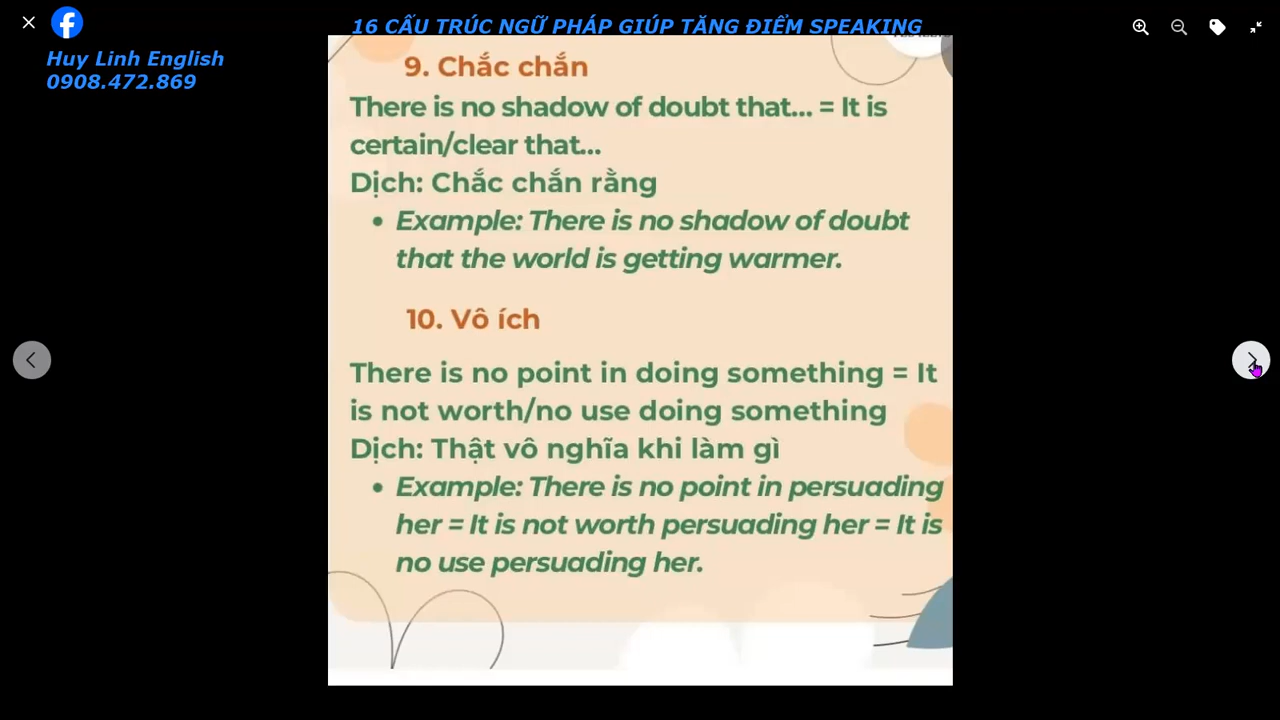 16 CẤU TRÚC NGỮ PHÁP GIÚP TĂNG ĐIỂM SPEAKING
Huy Linh English
0908.472.869
9. Chắc chắn
There is no shadow of doubt that... = It is
certain/clear that...
Dịch: Chắc chắn rằng
• Example: There is no shadow of doubt
that the world is getting warmer.
10. Vô ích
There is no point in doing something = It
is not worth/no use doing something
Dịch: Thật vô nghĩa khi làm gì
• Example: There is no point in persuading
her = It is not worth persuading her = It is
no use persuading her.